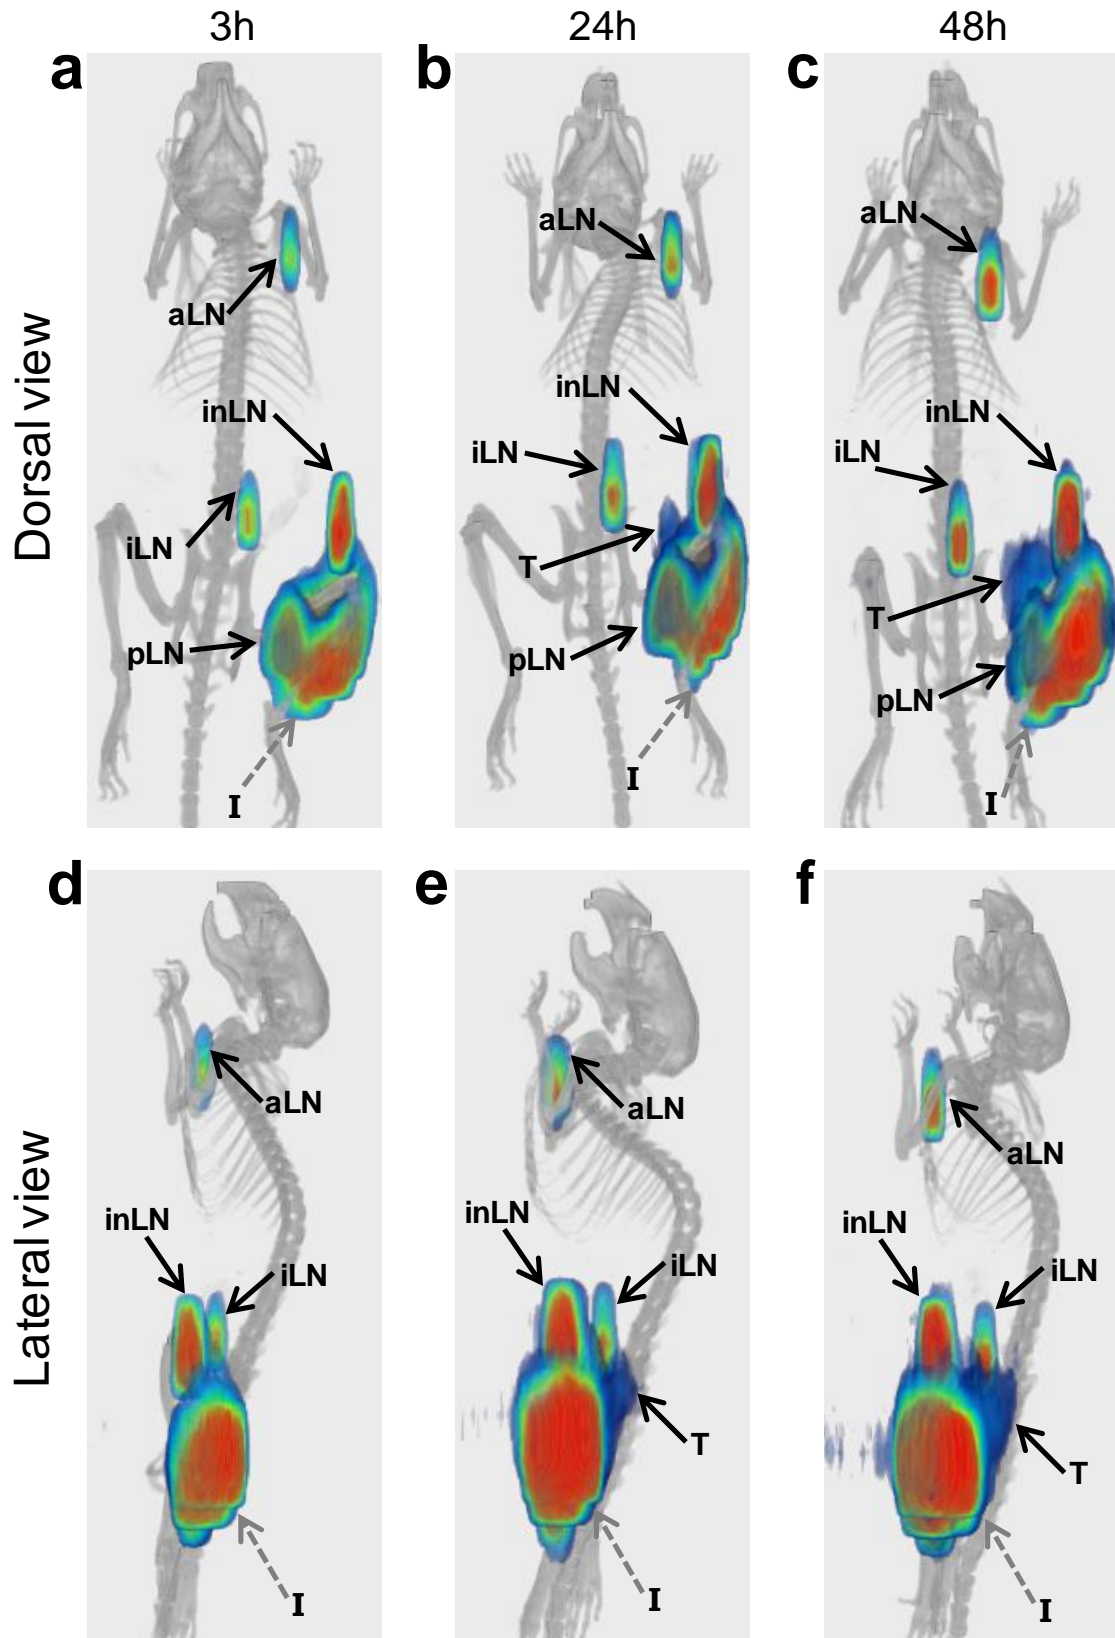 3h
24h
48h
Dorsal view
a
aLN
inLN
iLN
pLN
I
b
aLN
inLN
iLN
T
pLN
I
c
aLN
inLN
iLN
T
pLN
I
Lateral view
d
aLN
inLN
iLN
I
e
aLN
inLN
iLN
T
I
f
aLN
inLN
iLN
T
I